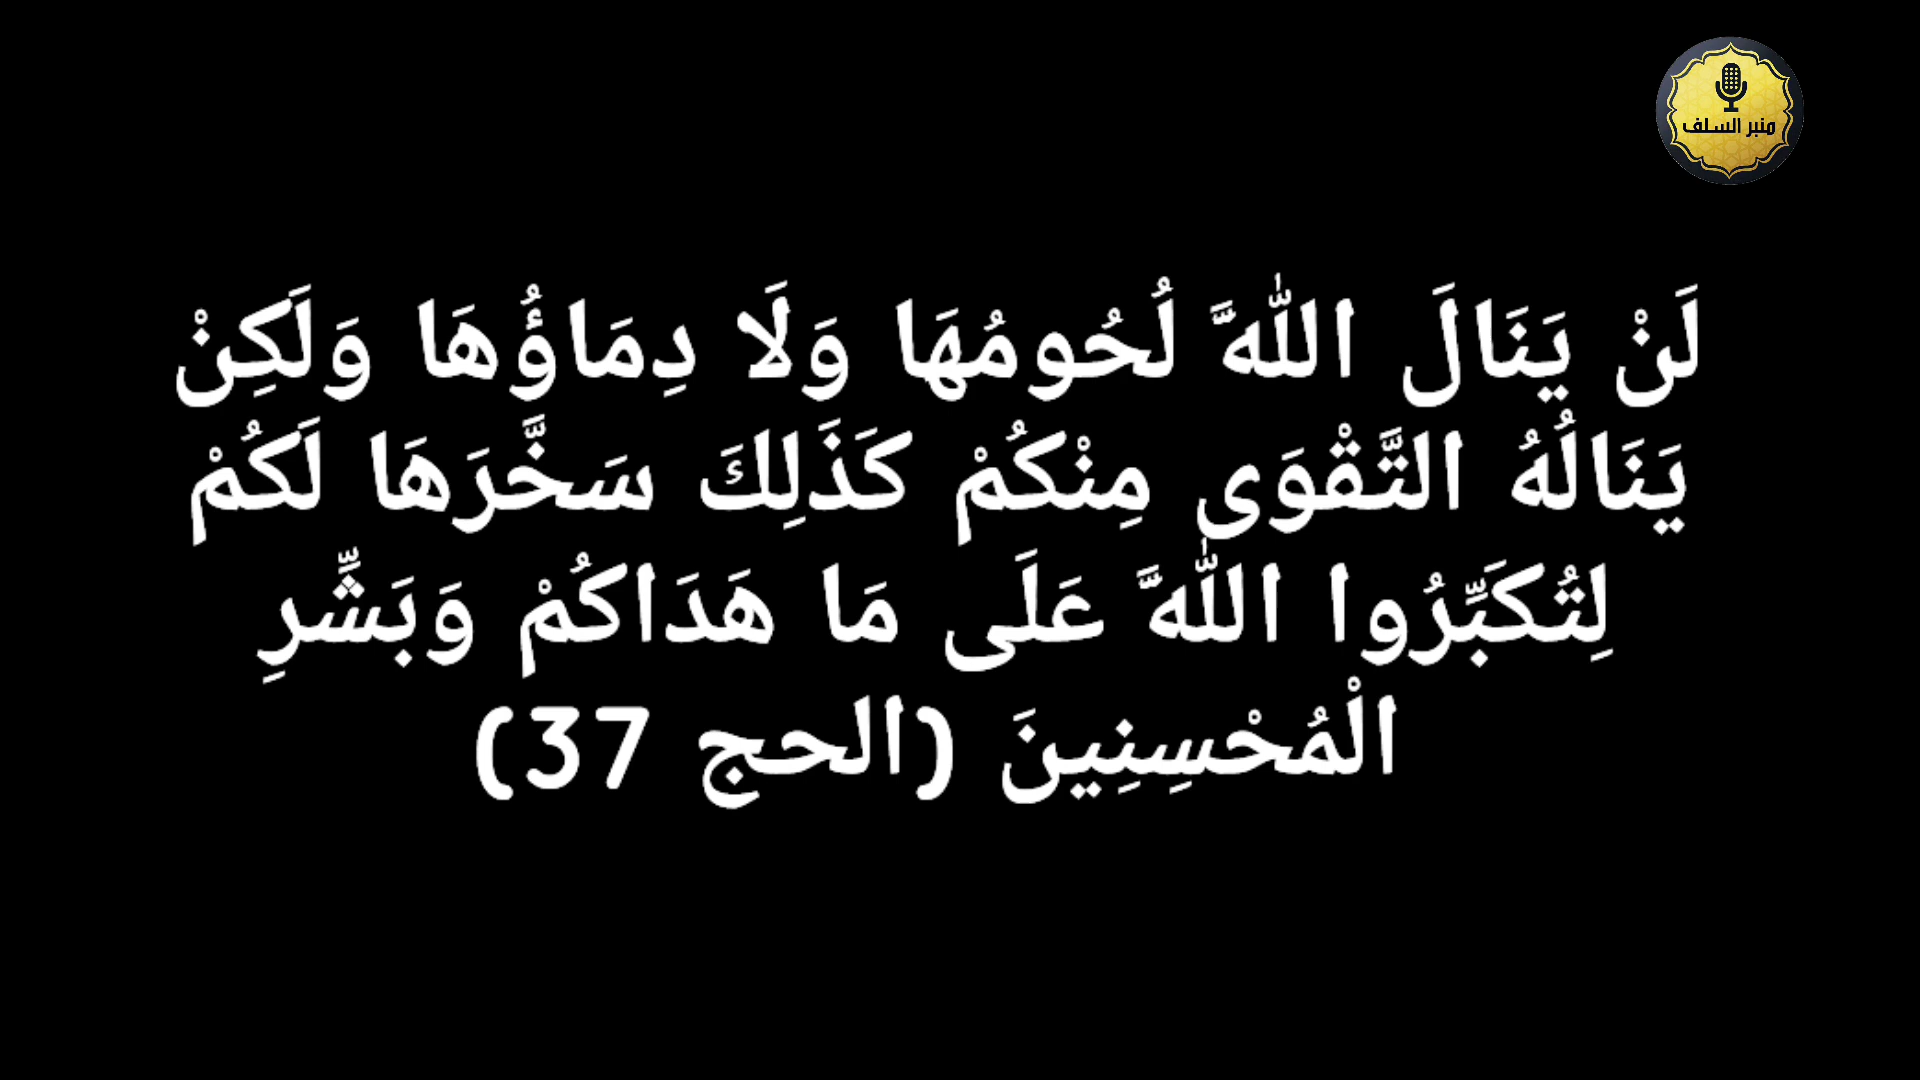 منبر السلف
لَنْ يَنَالَ اللَّهَ لُحُومُهَا وَلَا دِمَاؤُهَا وَلَكِنْ
يَنَالُهُ التَّقْوَى مِنْكُمْ كَذَلِكَ سَخَّرَهَا لَكُمْ
لِتُكَبِّرُوا اللَّهَ عَلَى مَا هَدَاكُمْ وَبَشِّرِ
الْمُحْسِنِينَ (الحج 37)